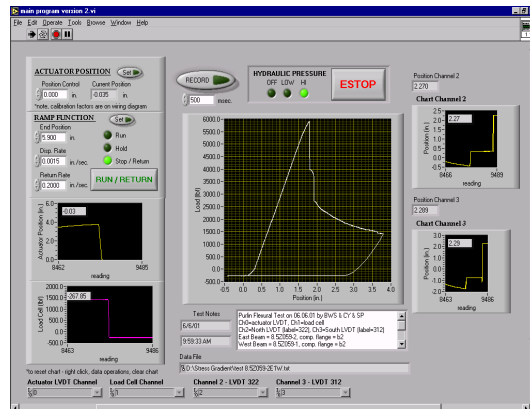 main program version 2.vi
File Edit Operate Tools Browse Window Help
ACTUATOR POSITION Set
Position Control Current Position
0.000 in. -0.035 in.
*note, calibration factors are on wiring diagram
RAMP FUNCTION Set
End Position
5.900 in. Run
Disp. Rate Hold
0.0015 in./sec. Stop / Return
Return Rate
0.2000 in./sec. RUN / RETURN
RECORD
500 msec.
HYDRAULIC PRESSURE
OFF LOW HI
ESTOP
Position Channel 2
2.270
Chart Channel 2
2.5
2.0
1.5
1.0
0.5
0.0
-0.5
2.27
Position (in.)
9466 9489
reading
Position Channel 3
2.289
Chart Channel 3
3.0
2.0
1.0
0.0
-1.0
-2.0
2.29
Position (in.)
9463 9486
reading
6000.0
5500.0
5000.0
4500.0
4000.0
3500.0
3000.0
2500.0
2000.0
1500.0
1000.0
500.0
0.0
-500.0
Load (lbf)
-0.5 0.0 0.5 1.0 1.5 2.0 2.5 3.0 3.5 4.0
Position (in.)
6.0
4.0
2.0
0.0
-0.03
Actuator Position (in.)
8462 9485
reading
2000.0
1500.0
1000.0
500.0
0.0
-500.0
-267.85
Load Cell (lbf)
8463 9486
reading
*to reset chart - right click, data operations, clear chart
Test Notes
6/6/01
9:59:33 AM
Purlin Flexural Test on 06.06.01 by BWS & CY & SP
Ch0=actuator LVDT, Ch1=load cell
Ch2=North LVDT (label=322), Ch3=South LVDT (label=312)
East Beam = 8.5Z059-2, comp. flange = b2
West Beam = 8.5Z059-1, comp. flange = b2
Data File
D:\Stress Gradient\test 8.5Z059-2E1W.txt
Actuator LVDT Channel Load Cell Channel Channel 2 - LVDT 322 Channel 3 - LVDT 312
0 1 2 3